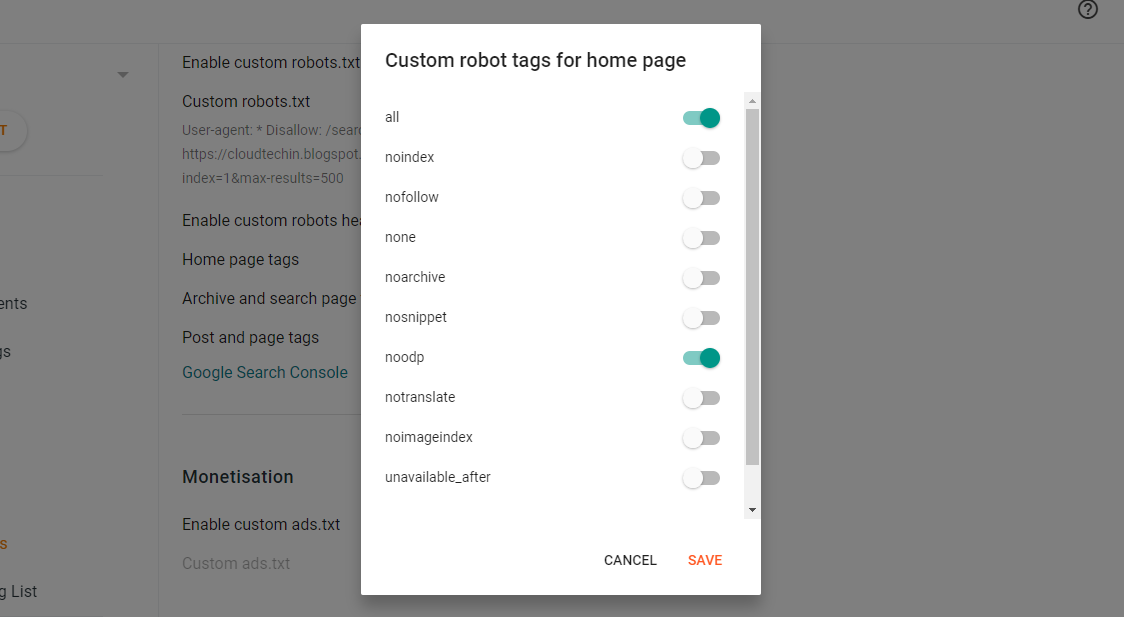 Custom robot tags for home page
all
noindex
nofollow
none
noarchive
nosnippet
noodp
notranslate
noimageindex
unavailable_after
CANCEL SAVE
Enable custom robots.txt
Custom robots.txt
User-agent: * Disallow: /sear
https://cloudtechin.blogspot.
index=1&max-results=500
Enable custom robots hea
Home page tags
Archive and search page
Post and page tags
Google Search Console
Monetisation
Enable custom ads.txt
Custom ads.txt
T
ents
gs
s
g List